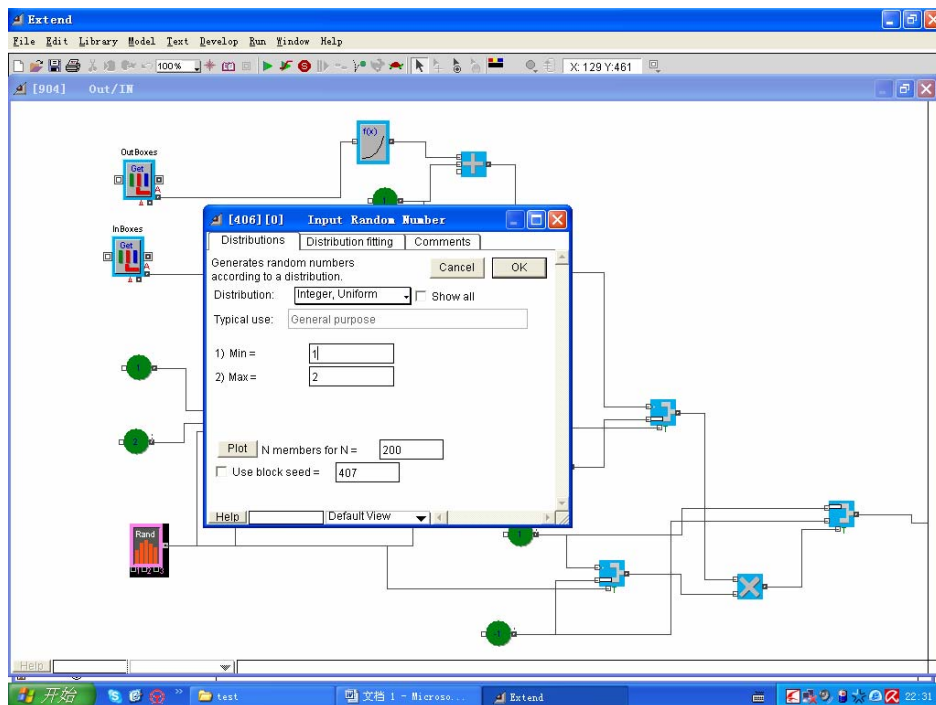 Extend
File Edit Library Model Text Develop Run Window Help
100% X:129 Y:461
[904] Out/IN
f(x)
OutBoxes
Get
A
1
[406][0] Input Random Number
InBoxes
Get
A
Distributions Distribution fitting Comments
Generates random numbers
according to a distribution.
Cancel OK
Distribution: Integer, Uniform Show all
Typical use: General purpose
1) Min = 1
2) Max = 2
1
2
Plot N members for N = 200
Use block seed = 407
Help Default View
Rand
1 2 3
1
-1
Help
开始 test 文档 1 - Microso... Extend 22:31